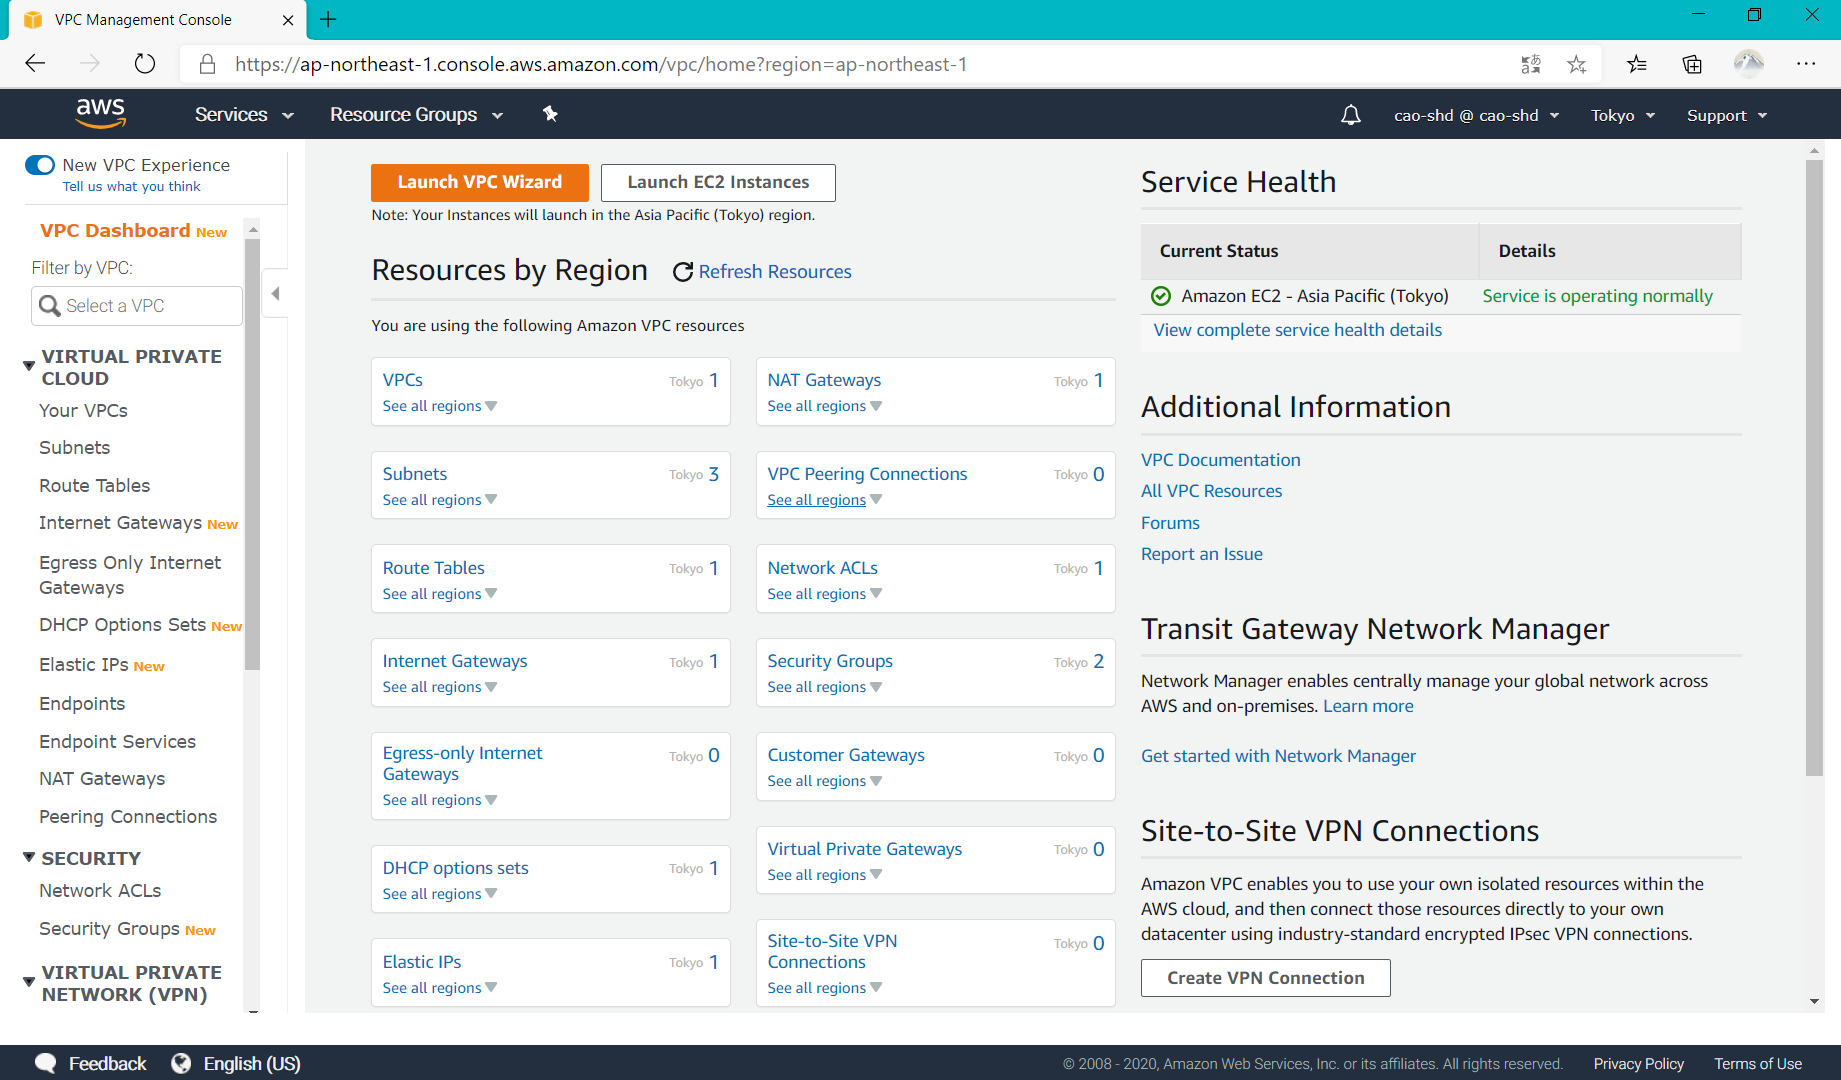 VPC Management Console
https://ap-northeast-1.console.aws.amazon.com/vpc/home?region=ap-northeast-1
aws
Services
Resource Groups
cao-shd @ cao-shd
Tokyo
Support
New VPC Experience
Tell us what you think
VPC Dashboard New
Filter by VPC:
Select a VPC
VIRTUAL PRIVATE
CLOUD
Your VPCs
Subnets
Route Tables
Internet Gateways New
Egress Only Internet
Gateways
DHCP Options Sets New
Elastic IPs New
Endpoints
Endpoint Services
NAT Gateways
Peering Connections
SECURITY
Network ACLs
Security Groups New
VIRTUAL PRIVATE
NETWORK (VPN)
Launch VPC Wizard
Launch EC2 Instances
Note: Your Instances will launch in the Asia Pacific (Tokyo) region.
Resources by Region
Refresh Resources
You are using the following Amazon VPC resources
VPCs Tokyo 1
See all regions
NAT Gateways Tokyo 1
See all regions
Subnets Tokyo 3
See all regions
VPC Peering Connections Tokyo 0
See all regions
Route Tables Tokyo 1
See all regions
Network ACLs Tokyo 1
See all regions
Internet Gateways Tokyo 1
See all regions
Security Groups Tokyo 2
See all regions
Egress-only Internet Tokyo 0
Gateways
See all regions
Customer Gateways Tokyo 0
See all regions
DHCP options sets Tokyo 1
See all regions
Virtual Private Gateways Tokyo 0
See all regions
Elastic IPs Tokyo 1
See all regions
Site-to-Site VPN Tokyo 0
Connections
See all regions
Service Health
Current Status Details
Amazon EC2 - Asia Pacific (Tokyo) Service is operating normally
View complete service health details
Additional Information
VPC Documentation
All VPC Resources
Forums
Report an Issue
Transit Gateway Network Manager
Network Manager enables centrally manage your global network across
AWS and on-premises. Learn more
Get started with Network Manager
Site-to-Site VPN Connections
Amazon VPC enables you to use your own isolated resources within the
AWS cloud, and then connect those resources directly to your own
datacenter using industry-standard encrypted IPsec VPN connections.
Create VPN Connection
Feedback
English (US)
© 2008 - 2020, Amazon Web Services, Inc. or its affiliates. All rights reserved.
Privacy Policy
Terms of Use